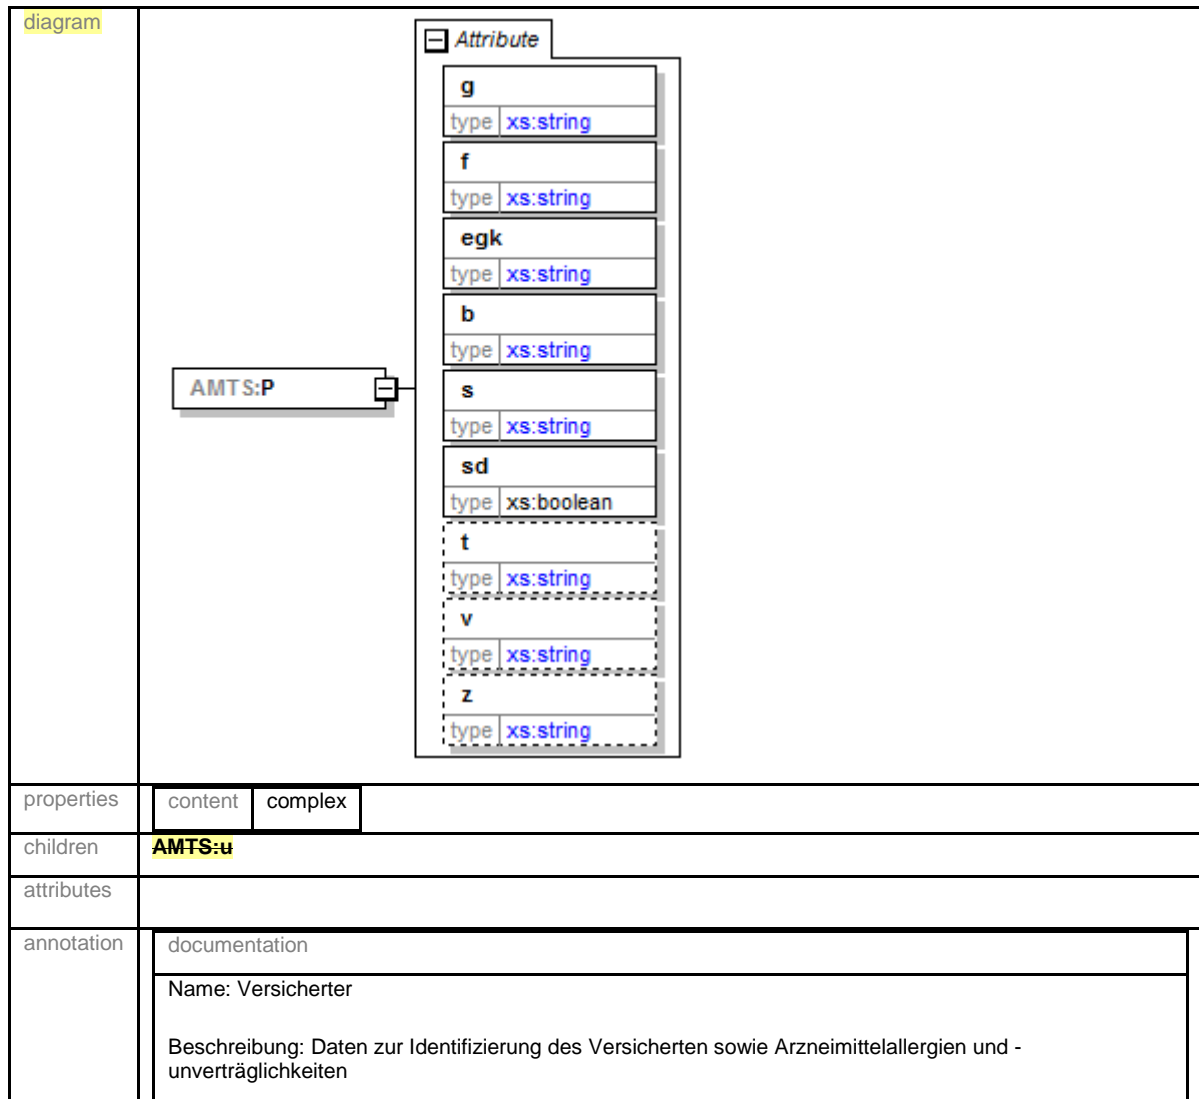 diagram
Attribute
g
type xs:string
f
type xs:string
egk
type xs:string
b
type xs:string
AMTS:P
s
type xs:string
sd
type xs:boolean
t
type xs:string
v
type xs:string
z
type xs:string
properties content complex
children AMTS:u
attributes
annotation documentation
Name: Versicherter
Beschreibung: Daten zur Identifizierung des Versicherten sowie Arzneimittelallergien und -
unverträglichkeiten